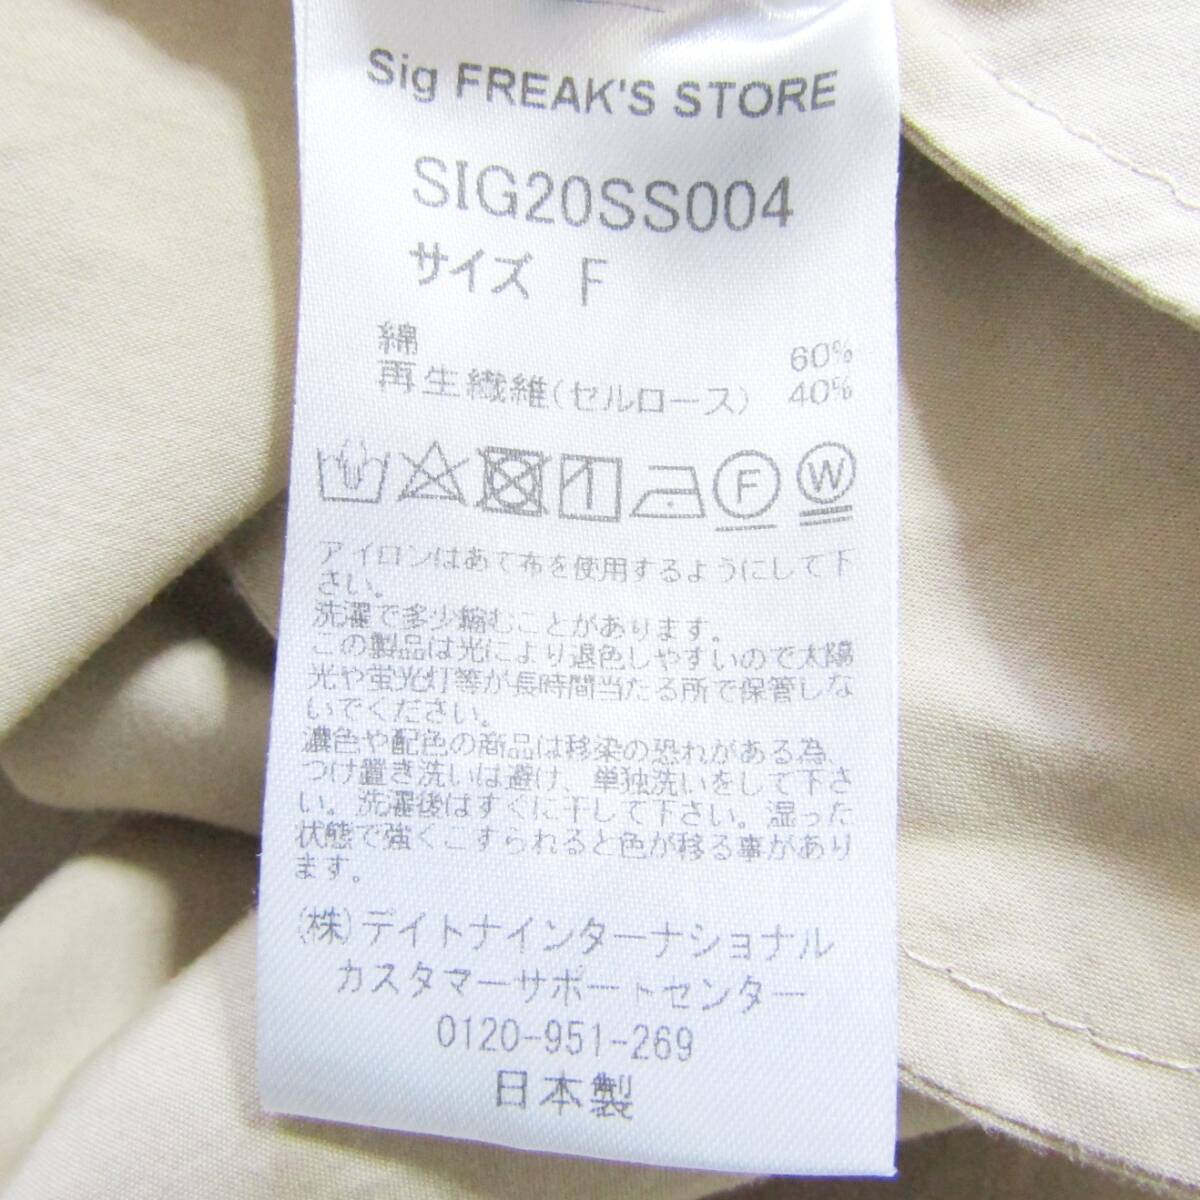 Sig FREAK'S STORE
SIG20SS004
サイズ F
綿 60%
再生繊維(セルロース) 40%
F W
アイロンはあて布を使用するようにして下
さい。
洗濯で多少縮むことがあります。
この製品は光により退色しやすいので太陽
光や蛍光灯等が長時間当たる所で保管しな
いでください。
濃色や配色の商品は移染の恐れがある為、
つけ置き洗いは避け、単独洗いをして下さ
い。洗濯後はすぐに干して下さい。湿った
状態で強くこすられると色が移る事があり
ます。
(株)デイトナインターナショナル
カスタマーサポートセンター
0120-951-269
日本製